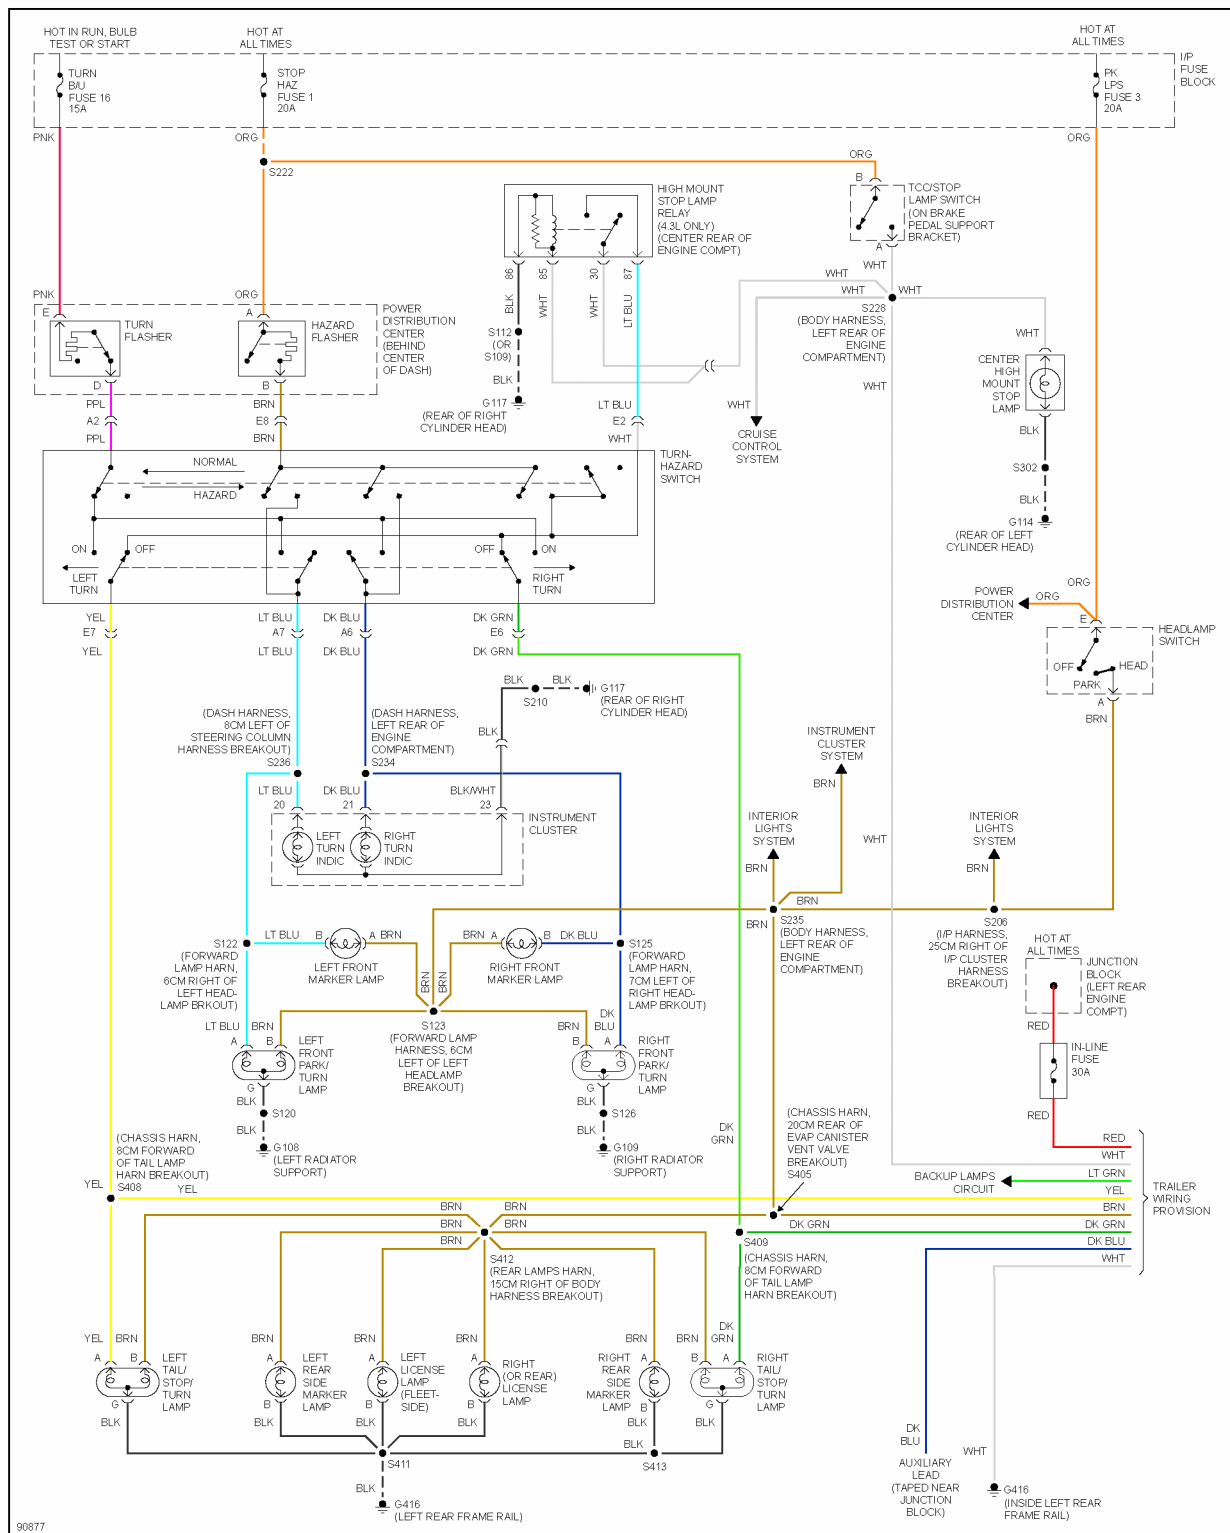 HOT IN RUN, BULB
TEST OR START
HOT AT
ALL TIMES
HOT AT
ALL TIMES
TURN
B/U
FUSE 16
15A
STOP
HAZ
FUSE 1
20A
PK
LPS
FUSE 3
20A
I/P
FUSE
BLOCK
PNK
ORG
ORG
S222
ORG
B
TCC/STOP
LAMP SWITCH
(ON BRAKE
PEDAL SUPPORT
BRACKET)
A
WHT
HIGH MOUNT
STOP LAMP
RELAY
(4.3L ONLY)
(CENTER REAR OF
ENGINE COMPT)
86
85
30
87
BLK
WHT
WHT
LT BLU
WHT
WHT
WHT
S228
(BODY HARNESS,
LEFT REAR OF
ENGINE
COMPARTMENT)
WHT
WHT
PNK
ORG
E
A
TURN
FLASHER
HAZARD
FLASHER
POWER
DISTRIBUTION
CENTER
(BEHIND
CENTER
OF DASH)
D
B
PPL
BRN
A2
E8
PPL
BRN
S112
(OR
S109)
BLK
G117
(REAR OF RIGHT
CYLINDER HEAD)
LT BLU
E2
WHT
WHT
CRUISE
CONTROL
SYSTEM
CENTER
HIGH
MOUNT
STOP
LAMP
BLK
S302
BLK
G114
(REAR OF LEFT
CYLINDER HEAD)
TURN-
HAZARD
SWITCH
NORMAL
HAZARD
ON
OFF
LEFT
TURN
OFF
ON
RIGHT
TURN
YEL
E7
YEL
LT BLU
A7
LT BLU
DK BLU
A6
DK BLU
DK GRN
E6
DK GRN
ORG
POWER
DISTRIBUTION
CENTER
ORG
E
HEADLAMP
SWITCH
OFF
HEAD
PARK
A
BRN
BLK
BLK
S210
G117
(REAR OF RIGHT
CYLINDER HEAD)
BLK
(DASH HARNESS,
8CM LEFT OF
STEERING COLUMN
HARNESS BREAKOUT)
S236
(DASH HARNESS,
LEFT REAR OF
ENGINE
COMPARTMENT)
S234
LT BLU
20
DK BLU
21
BLK/WHT
23
INSTRUMENT
CLUSTER
LEFT
TURN
INDIC
RIGHT
TURN
INDIC
INSTRUMENT
CLUSTER
SYSTEM
BRN
INTERIOR
LIGHTS
SYSTEM
BRN
WHT
INTERIOR
LIGHTS
SYSTEM
BRN
BRN
BRN
S235
(BODY HARNESS,
LEFT REAR OF
ENGINE
COMPARTMENT)
S206
(I/P HARNESS,
25CM RIGHT OF
I/P CLUSTER
HARNESS
BREAKOUT)
HOT AT
ALL TIMES
JUNCTION
BLOCK
(LEFT REAR
ENGINE
COMPT)
RED
IN-LINE
FUSE
30A
RED
S122
(FORWARD
LAMP HARN,
6CM RIGHT OF
LEFT HEAD-
LAMP BRKOUT)
LT BLU
B
A
BRN
LEFT FRONT
MARKER LAMP
BRN
A
B
DK BLU
RIGHT FRONT
MARKER LAMP
S125
(FORWARD
LAMP HARN,
7CM LEFT OF
RIGHT HEAD-
LAMP BRKOUT)
BRN
BRN
S123
(FORWARD LAMP
HARNESS, 6CM
LEFT OF LEFT
HEADLAMP
BREAKOUT)
LT BLU
BRN
A
B
LEFT
FRONT
PARK/
TURN
LAMP
G
BLK
S120
BLK
G108
(LEFT RADIATOR
SUPPORT)
BRN
DK
BLU
B
A
RIGHT
FRONT
PARK/
TURN
LAMP
G
BLK
S126
BLK
G109
(RIGHT RADIATOR
SUPPORT)
DK
GRN
(CHASSIS HARN,
20CM REAR OF
EVAP CANISTER
VENT VALVE
BREAKOUT)
S405
(CHASSIS HARN,
8CM FORWARD
OF TAIL LAMP
HARN BREAKOUT)
S408
YEL
YEL
RED
WHT
BACKUP LAMPS
CIRCUIT
LT GRN
YEL
BRN
DK GRN
DK BLU
WHT
TRAILER
WIRING
PROVISION
BRN
BRN
BRN
BRN
BRN
S412
(REAR LAMPS HARN,
15CM RIGHT OF BODY
HARNESS BREAKOUT)
DK GRN
S409
(CHASSIS HARN,
8CM FORWARD
OF TAIL LAMP
HARN BREAKOUT)
YEL
BRN
A
B
LEFT
TAIL/
STOP/
TURN
LAMP
G
BLK
BRN
A
LEFT
REAR
SIDE
MARKER
LAMP
B
BLK
BRN
A
LEFT
LICENSE
LAMP
(FLEET-
SIDE)
B
BLK
BRN
A
RIGHT
(OR REAR)
LICENSE
LAMP
B
BLK
BRN
A
RIGHT
REAR
SIDE
MARKER
LAMP
B
BLK
BRN
DK
GRN
B
A
RIGHT
TAIL/
STOP/
TURN
LAMP
G
BLK
BLK
S411
S413
BLK
G416
(LEFT REAR FRAME RAIL)
DK
BLU
AUXILIARY
LEAD
(TAPED NEAR
JUNCTION
BLOCK)
WHT
G416
(INSIDE LEFT REAR
FRAME RAIL)
90877